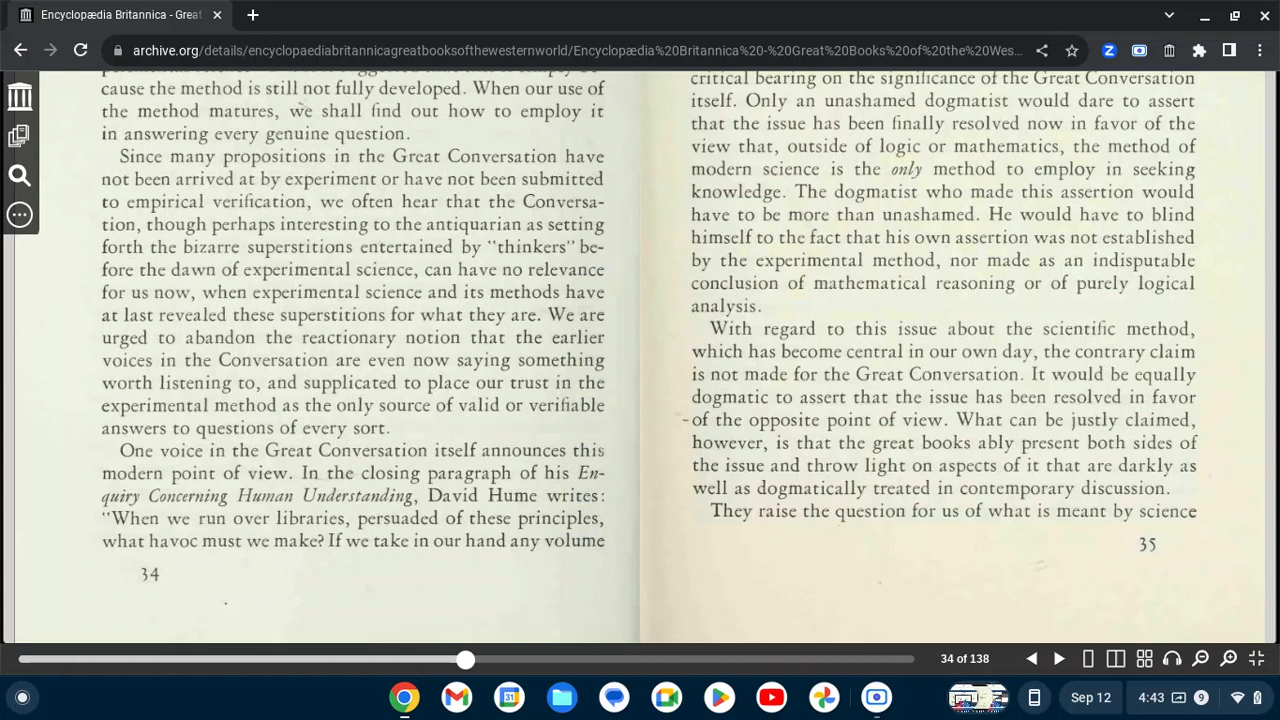 Encyclopædia Britannica - Great
archive.org/details/encyclopaediabritannicagreatbooksofthewesternworld/Encyclopædia%20Britannica%20-%20Great%20Books%20of%20the%20Wes...
cause the method is still not fully developed. When our use of
the method matures, we shall find out how to employ it
in answering every genuine question.
Since many propositions in the Great Conversation have
not been arrived at by experiment or have not been submitted
to empirical verification, we often hear that the Conversa-
tion, though perhaps interesting to the antiquarian as setting
forth the bizarre superstitions entertained by "thinkers" be-
fore the dawn of experimental science, can have no relevance
for us now, when experimental science and its methods have
at last revealed these superstitions for what they are. We are
urged to abandon the reactionary notion that the earlier
voices in the Conversation are even now saying something
worth listening to, and supplicated to place our trust in the
experimental method as the only source of valid or verifiable
answers to questions of every sort.
One voice in the Great Conversation itself announces this
modern point of view. In the closing paragraph of his En-
quiry Concerning Human Understanding, David Hume writes:
"When we run over libraries, persuaded of these principles,
what havoc must we make? If we take in our hand any volume
34
critical bearing on the significance of the Great Conversation
itself. Only an unashamed dogmatist would dare to assert
that the issue has been finally resolved now in favor of the
view that, outside of logic or mathematics, the method of
modern science is the only method to employ in seeking
knowledge. The dogmatist who made this assertion would
have to be more than unashamed. He would have to blind
himself to the fact that his own assertion was not established
by the experimental method, nor made as an indisputable
conclusion of mathematical reasoning or of purely logical
analysis.
With regard to this issue about the scientific method,
which has become central in our own day, the contrary claim
is not made for the Great Conversation. It would be equally
dogmatic to assert that the issue has been resolved in favor
of the opposite point of view. What can be justly claimed,
however, is that the great books ably present both sides of
the issue and throw light on aspects of it that are darkly as
well as dogmatically treated in contemporary discussion.
They raise the question for us of what is meant by science
35
34 of 138
Sep 12
4:43
9